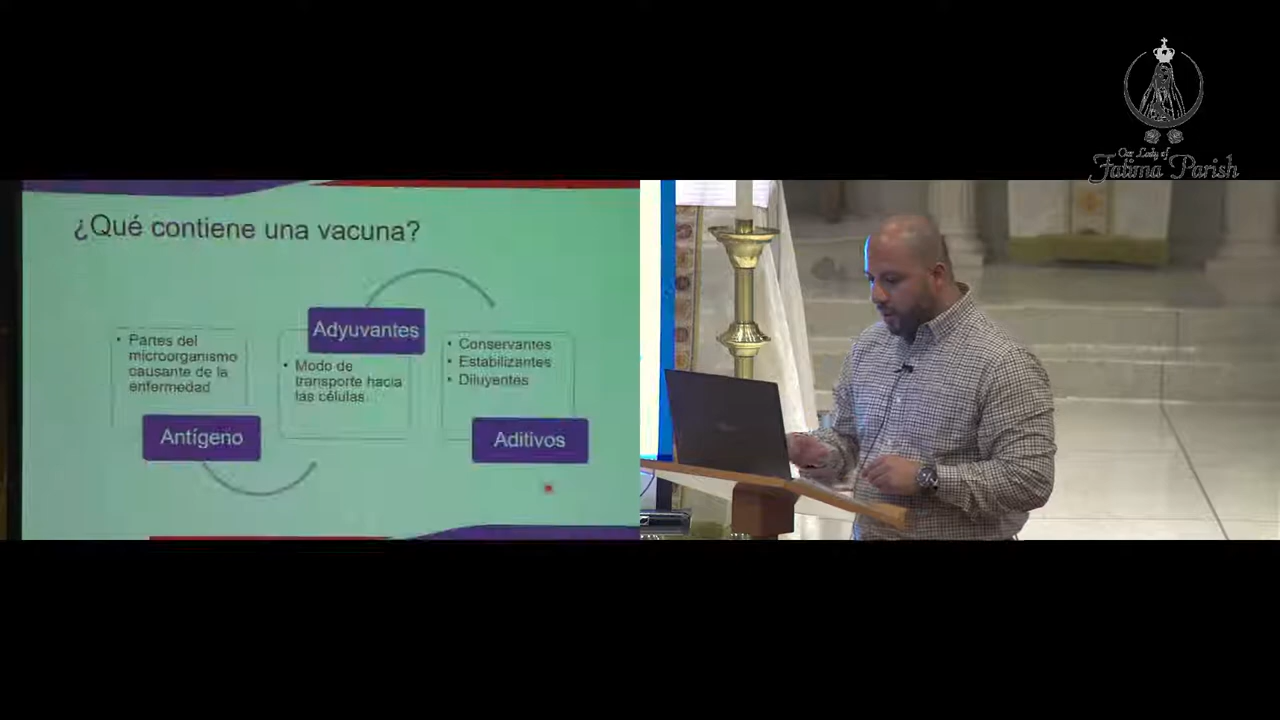 Our Lady of
Fatima Parish
¿Qué contiene una vacuna?
• Partes del
microorganismo
causante de la
enfermedad
Antígeno
Adyuvantes
• Modo de
transporte hacia
las células.
• Conservantes
• Estabilizantes
• Diluyentes
Aditivos